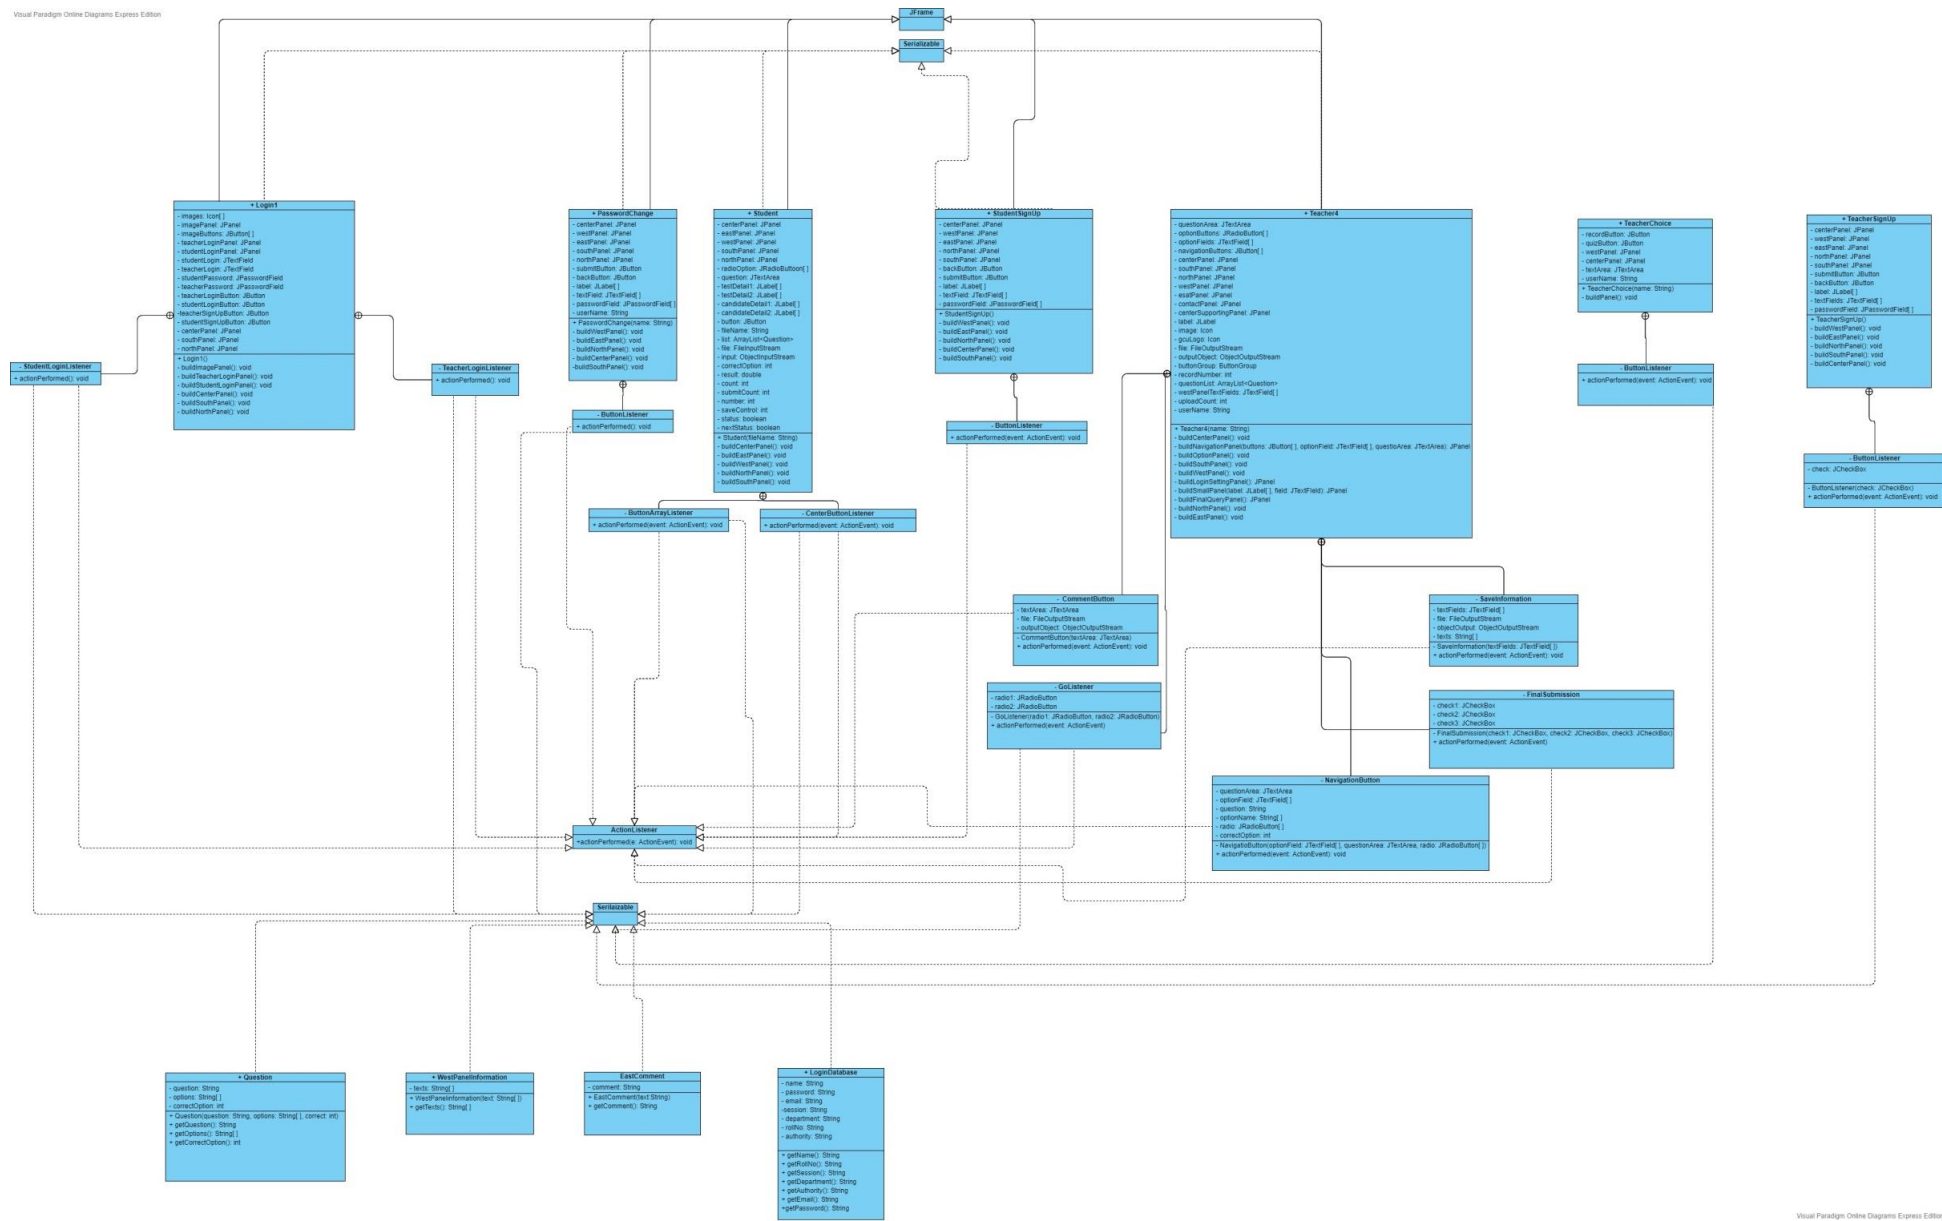 Visual Paradigm Online Diagrams Express Edition
JFrame
Serializable
+ Login1
- images: Icon[ ]
- imagePanel: JPanel
- imageButtons: JButton[ ]
- teacherLoginPanel: JPanel
- studentLoginPanel: JPanel
- studentLogin: JTextField
- teacherLogin: JTextField
- studentPassword: JPasswordField
- teacherPassword: JPasswordField
- teacherLoginButton: JButton
- studentLoginButton: JButton
-teacherSignUpButton: JButton
- studentSignUpButton: JButton
- centerPanel: JPanel
- southPanel: JPanel
- northPanel: JPanel
+ Login1()
- buildImagePanel(): void
- buildTeacherLoginPanel: void
- buildStudentLoginPanel(): void
- buildCenterPanel(): void
- buildSouthPanel(): void
- buildNorthPanel(): void
- StudentLoginListener
+ actionPerformed(): void
- TeacherLoginListener
+ actionPerformed(): void
+ PasswordChange
- centerPanel: JPanel
- westPanel: JPanel
- eastPanel: JPanel
- southPanel: JPanel
- northPanel: JPanel
- submitButton: JButton
- backButton: JButton
- label: JLabel[ ]
- textField: JTextField[ ]
- passwordField: JPasswordField[ ]
- userName: String
+ PasswordChange(name: String)
- buildWestPanel(): void
- buildEastPanel(): void
- buildNorthPanel(): void
- buildCenterPanel(): void
-buildSouthPanel(): void
- ButtonListener
+ actionPerformed(): void
+ Student
- centerPanel: JPanel
- eastPanel: JPanel
- westPanel: JPanel
- southPanel: JPanel
- northPanel: JPanel
- radioOption: JRadioButtoon[ ]
- question: JTextArea
- testDetail1: JLabel[ ]
- testDetail2: JLabel[ ]
- candidateDetail1: JLabel[ ]
- candidateDetail2: JLabel[ ]
- button: JButton
- fileName: String
- list: ArrayList<Question>
- file: FileInputStream
- input: ObjectInputStream
- correctOption: int
- result: double
- count: int
- submitCount: int
- number: int
- saveControl: int
- status: boolean
- nextStatus: boolean
+ Student(fileName: String)
- buildCenterPanel(): void
- buildEastPanel(): void
- buildWestPanel(): void
- buildNorthPanel(): void
- buildSouthPanel(): void
- ButtonArrayListener
+ actionPerformed(event: ActionEvent): void
- CenterButtonListener
+ actionPerformed(event: ActionEvent): void
+ StudentSignUp
- centerPanel: JPanel
- westPanel: JPanel
- eastPanel: JPanel
- northPanel: JPanel
- southPanel: JPanel
- backButton: JButton
- submitButton: JButton
- label: JLabel[ ]
- textField: JTextField[ ]
- passwordField: JPasswordField[ ]
+ StudentSignUp()
- buildWestPanel(): void
- buildEastPanel(): void
- buildNorthPanel(): void
- buildCenterPanel(): void
- buildSouthPanel(): void
- ButtonListener
+ actionPerformed(event: ActionEvent): void
+ Teacher4
- questionArea: JTextArea
- optionButtons: JRadioButton[ ]
- optionFields: JTextField[ ]
- navigationButtons: JButton[ ]
- centerPanel: JPanel
- southPanel: JPanel
- northPanel: JPanel
- westPanel: JPanel
- esatPanel: JPanel
- contactPanel: JPanel
- centerSupportingPanel: JPanel
- label: JLabel
- image: Icon
- gcuLago: Icon
- file: FileOutputStream
- outputObject: ObjectOutputStream
- buttonGroup: ButtonGroup
- recordNumber: int
- questionList: ArrayList<Question>
- westPanelTextFields: JTextField[ ]
- uploadCount: int
- userName: String
+ Teacher4(name: String)
- buildCenterPanel(): void
- buildNavigationPanel(buttons: JButton[ ], optionField: JTextField[ ], questioArea: JTextArea): JPanel
- buildOptionPanel(): void
- buildSouthPanel(): void
- buildWestPanel(): void
- buildLoginSettingPanel(): JPanel
- buildSmallPanel(label: JLabel[ ], field: JTextField): JPanel
- buildFinalQueryPanel(): JPanel
- buildNorthPanel(): void
- buildEastPanel(): void
+ TeacherChoice
- recordButton: JButton
- quizButton: JButton
- westPanel: JPanel
- centerPanel: JPanel
- textArea: JTextArea
- userName: String
+ TeacherChoice(name: String)
- buildPanel(): void
- ButtonListener
+ actionPerformed(event: ActionEvent): void
+ TeacherSignUp
- centerPanel: JPanel
- westPanel: JPanel
- eastPanel: JPanel
- northPanel: JPanel
- southPanel: JPanel
- submitButton: JButton
- backButton: JButton
- label: JLabel[ ]
- textFields: JTextField[ ]
- passwordField: JPasswordField[ ]
+ TeacherSignUp()
- buildWestPanel(): void
- buildEastPanel(): void
- buildNorthPanel(): void
- buildSouthPanel(): void
- buildCenterPanel(): void
- ButtonListener
- check: JCheckBox
- ButtonListener(check: JCheckBox)
+ actionPerformed(event: ActionEvent): void
- CommentButton
- textArea: JTextArea
- file: FileOutputStream
- outputObject: ObjectOutputStream
- CommentButton(textArea: JTextArea)
+ actionPerformed(event: ActionEvent): void
- GoListener
- radio1: JRadioButton
- radio2: JRadioButton
- GoListener(radio1: JRadioButton, radio2: JRadioButton)
+ actionPerformed(event: ActionEvent)
- SaveInformation
- textFields: JTextField[ ]
- file: FileOutputStream
- objectOutput: ObjectOutputStream
- texts: String[ ]
- SaveInformation(textFields: JTextField[ ])
+ actionPerformed(event: ActionEvent): void
- FinalSubmission
- check1: JCheckBox
- check2: JCheckBox
- check3: JCheckBox
- FinalSubmission(check1: JCheckBox, check2: JCheckBox, check3: JCheckBox)
+ actionPerformed(event: ActionEvent)
- NavigationButton
- questionArea: JTextArea
- optionField: JTextField[ ]
- question: String
- optionName: String[ ]
- radio: JRadioButton[ ]
- correctOption: int
- NavigatioButton(optionField: JTextField[ ], questionArea: JTextArea, radio: JRadioButton[ ])
+ actionPerformed(event: ActionEvent): void
ActionListener
+actionPerformed(e: ActionEvent): void
Serilaizable
+ Question
- question: String
- options: String[ ]
- correctOption: int
+ Question(question: String, options: String[ ], correct: int)
+ getQuestion(): String
+ getOptions(): String[ ]
+ getCorrectOption(): int
+ WestPanelInformation
- texts: String[ ]
+ WestPanelInformation(text: String[ ])
+ getTexts(): String[ ]
EastComment
- comment: String
+ EastComment(text:String)
+ getComment(): String
+ LoginDatabase
- name: String
- password: String
- email: String
-session: String
- department: String
- rollNo: String
- authority: String
+ getName(): String
+ getRollNo(): String
+ getSession(): String
+ getDepartment(): String
+ getAuthority(): String
+ getEmail(): String
+getPassword(): String
Visual Paradigm Online Diagrams Express Edition